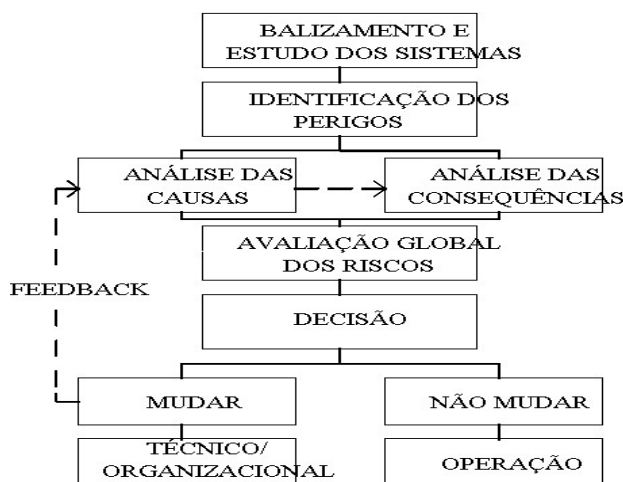 BALIZAMENTO E
ESTUDO DOS SISTEMAS
IDENTIFICAÇÃO DOS
PERIGOS
ANÁLISE DAS
CAUSAS
ANÁLISE DAS
CONSEQUÊNCIAS
AVALIAÇÃO GLOBAL
DOS RISCOS
FEEDBACK
DECISÃO
MUDAR
NÃO MUDAR
TÉCNICO/
ORGANIZACIONAL
OPERAÇÃO